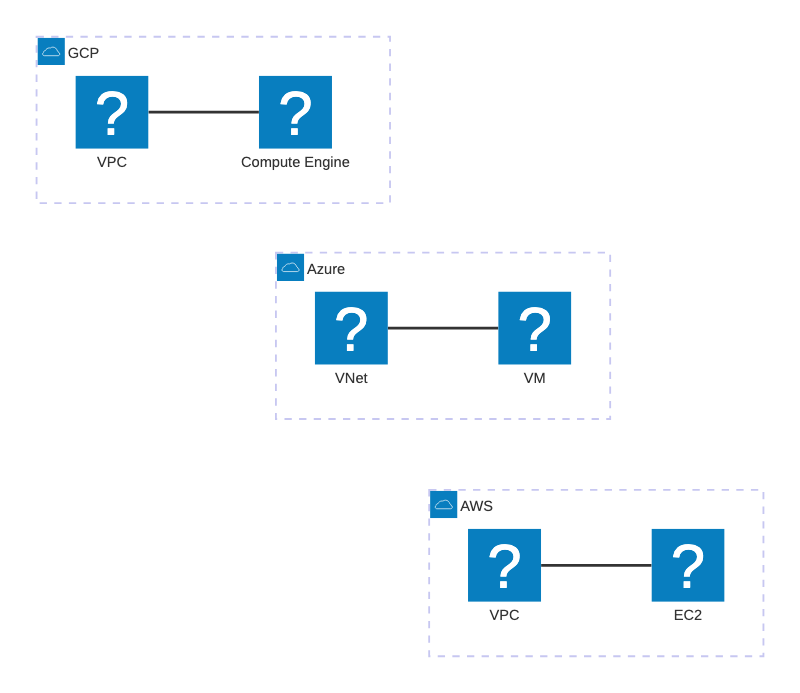 GCP
?
?
VPC
Compute Engine
Azure
?
?
VNet
VM
AWS
?
?
VPC
EC2